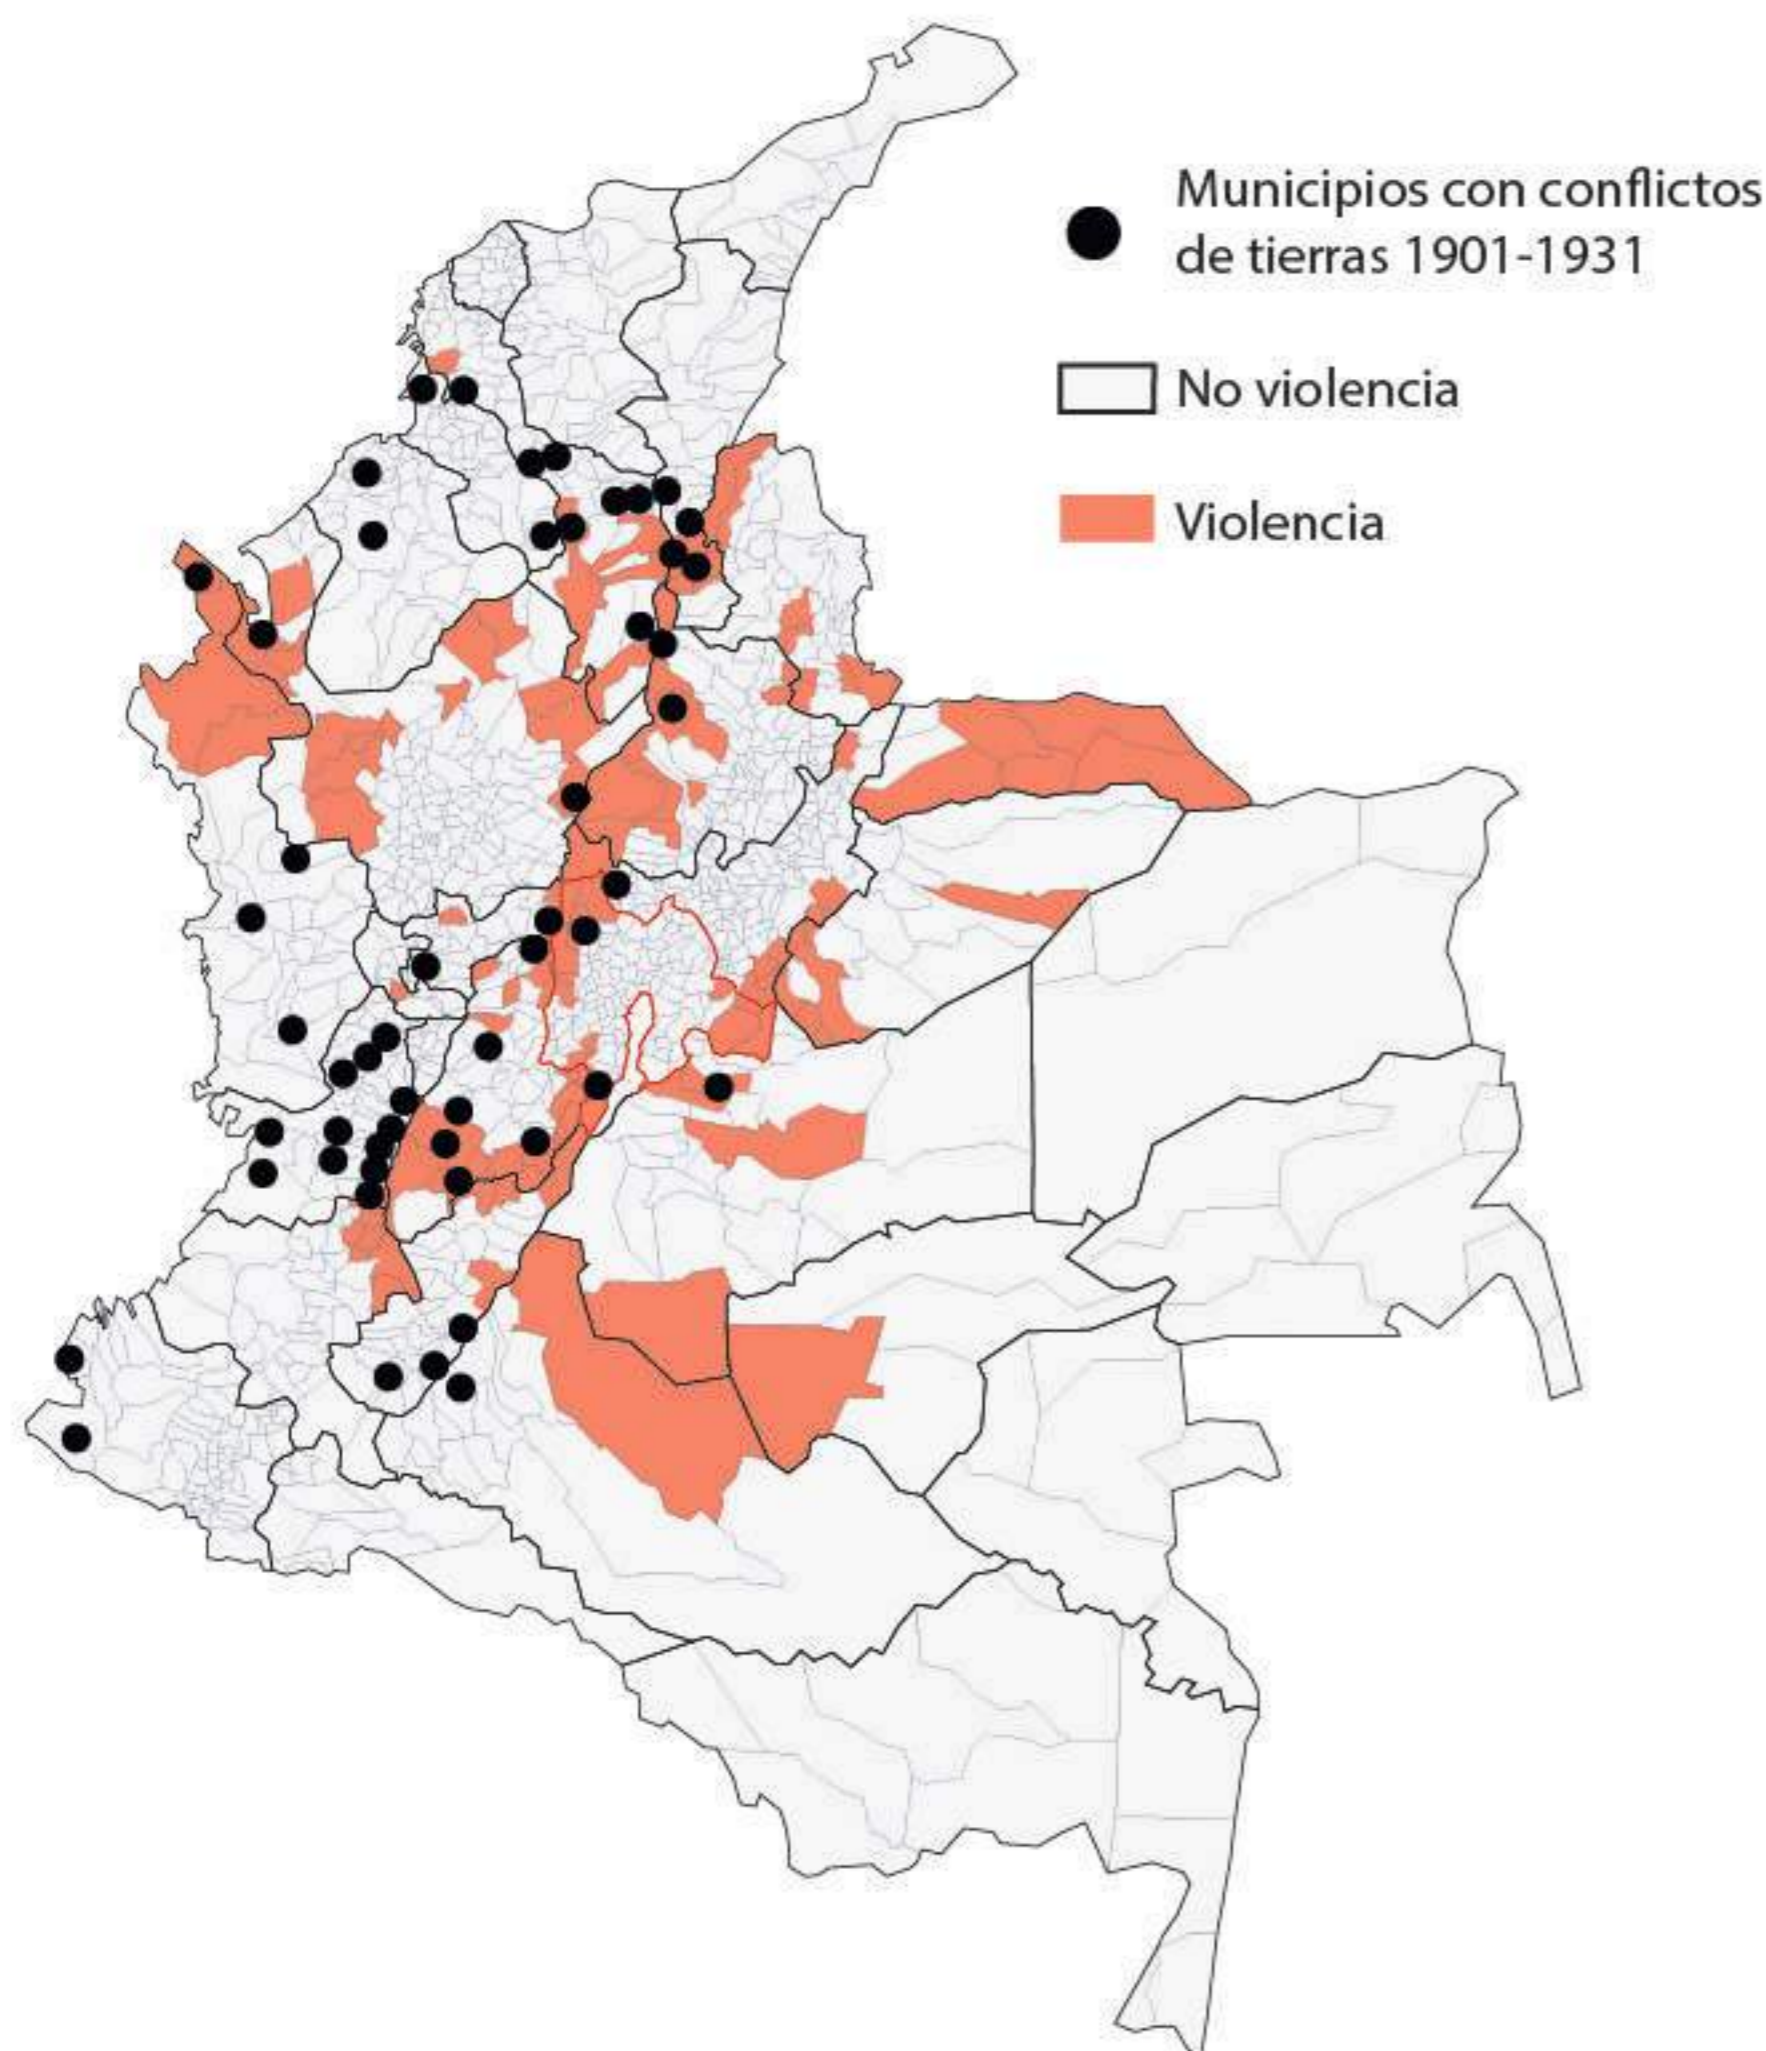 Municipios con conflictos
de tierras 1901-1931
No violencia
Violencia